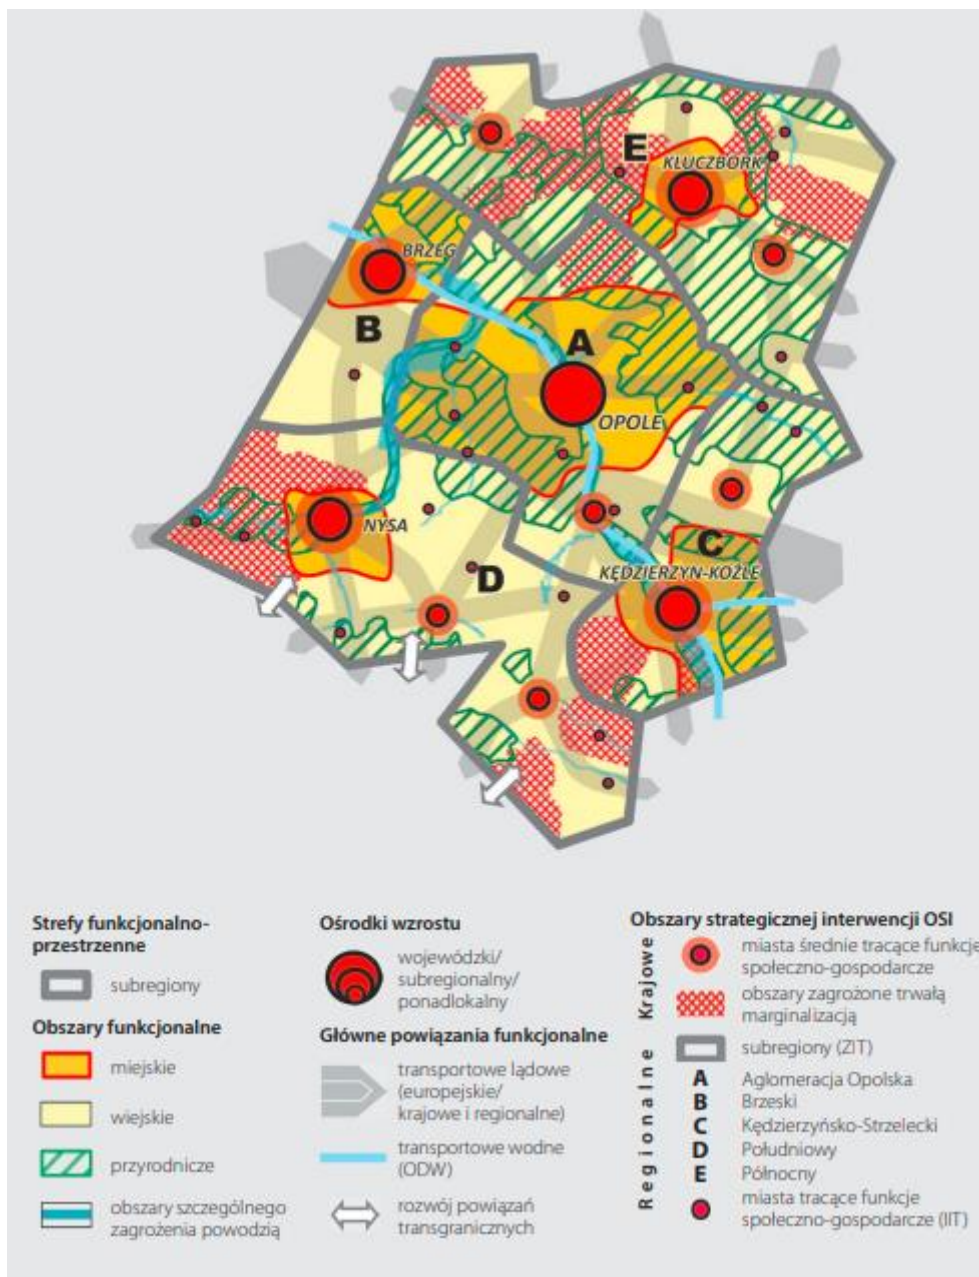 E
KLUCZBORK
BRZEG
B
A
OPOLE
NYSA
C
D
KĘDZIERZYN-KOŹLE
Strefy funkcjonalno-
przestrzenne
subregiony
Obszary funkcjonalne
miejskie
wiejskie
przyrodnicze
obszary szczególnego
zagrożenia powodzią
Ośrodki wzrostu
wojewódzki/
subregionalny/
ponadlokalny
Główne powiązania funkcjonalne
transportowe lądowe
(europejskie/
krajowe i regionalne)
transportowe wodne
(ODW)
rozwój powiązań
transgranicznych
Obszary strategicznej interwencji OSI
Krajowe
miasta średnie tracące funkcje
społeczno-gospodarcze
obszary zagrożone trwałą
marginalizacją
Regionalne
subregiony (ZIT)
A Aglomeracja Opolska
B Brzeski
C Kędzierzyńsko-Strzelecki
D Południowy
E Północny
miasta tracące funkcje
społeczno-gospodarcze (IIT)